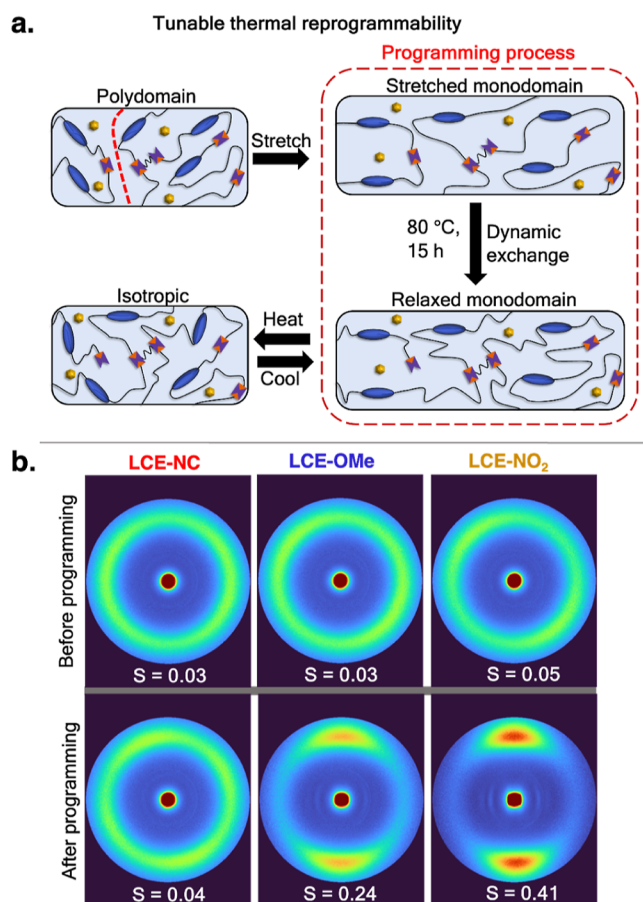 a.
Tunable thermal reprogrammability
Programming process
Polydomain
Stretched monodomain
Stretch
80 °C,
15 h
Dynamic
exchange
Isotropic
Relaxed monodomain
Heat
Cool
b.
LCE-NC
LCE-OMe
LCE-NO₂
Before programming
S = 0.03
S = 0.03
S = 0.05
After programming
S = 0.04
S = 0.24
S = 0.41